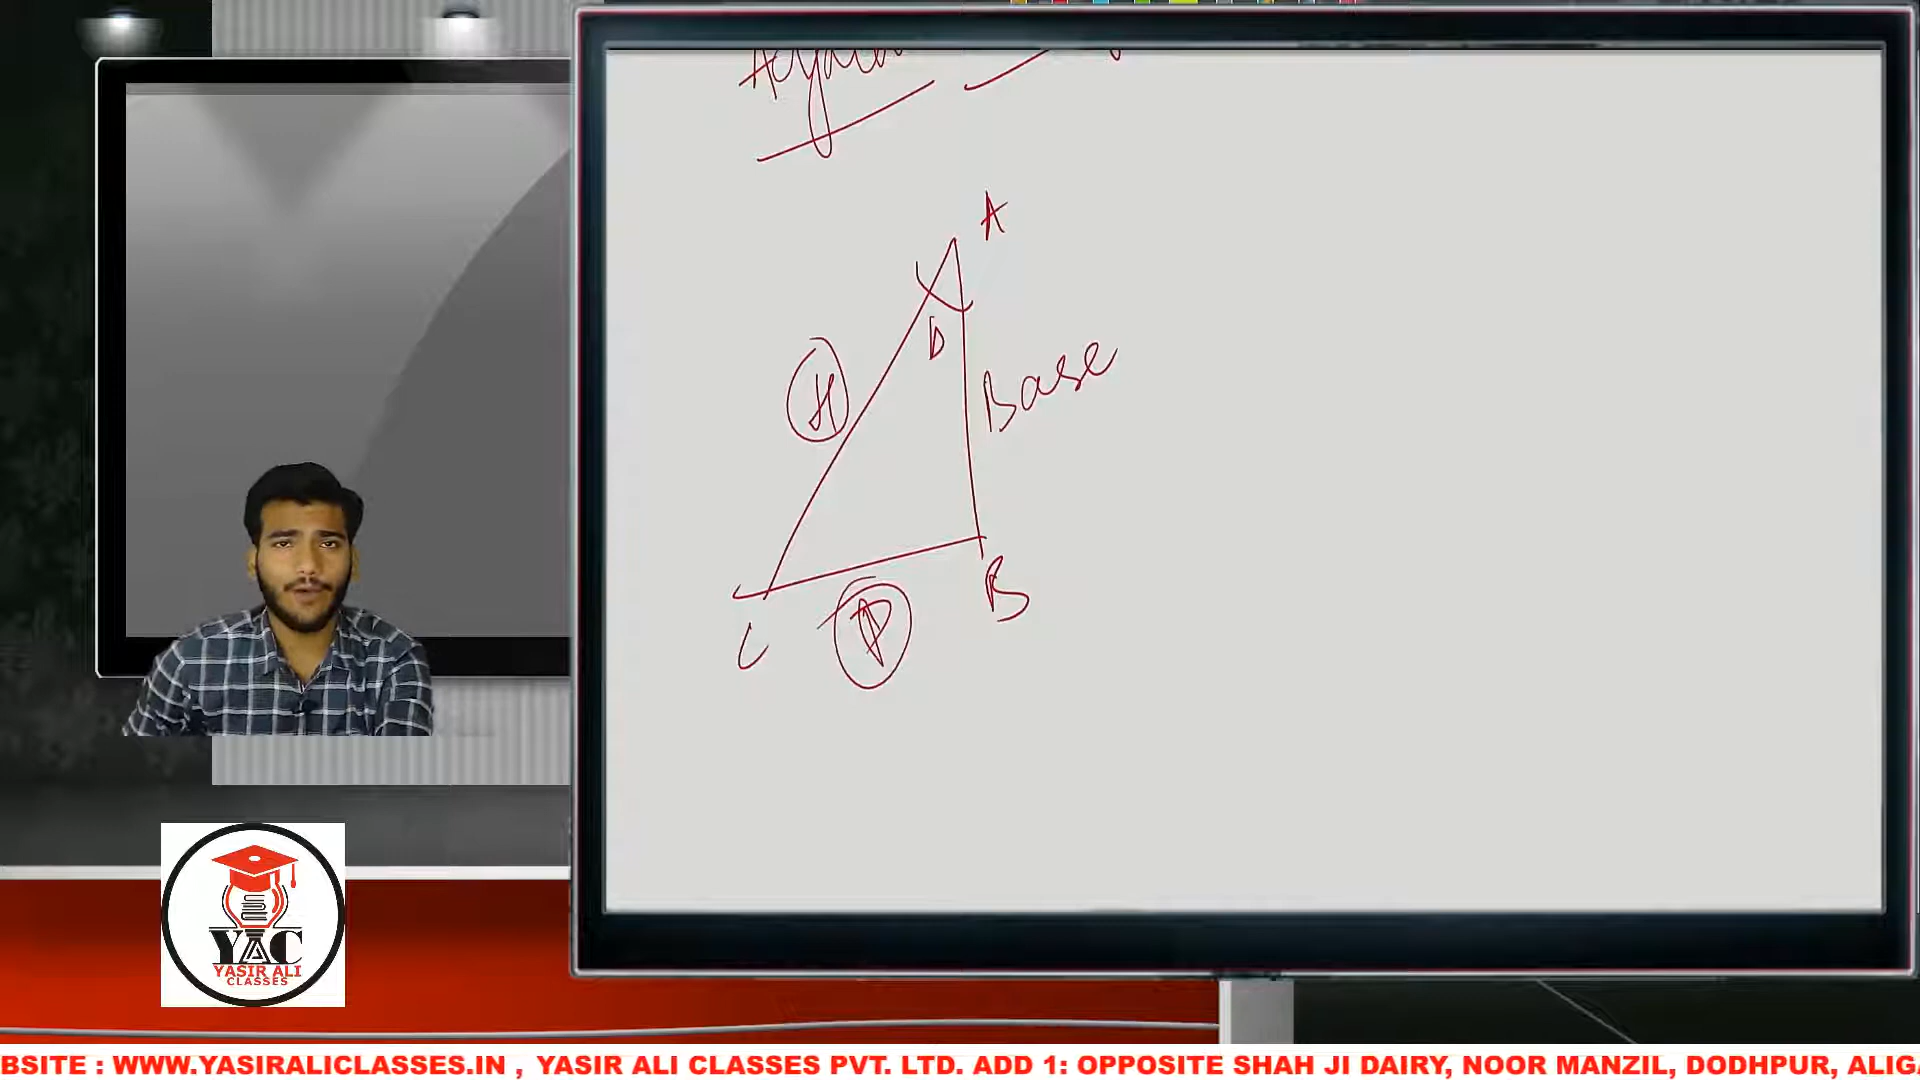 A
Base
H
B
P
C
YAC
YASIR ALI
CLASSES
BSITE : WWW.YASIRALICLASSES.IN , YASIR ALI CLASSES PVT. LTD. ADD 1: OPPOSITE SHAH JI DAIRY, NOOR MANZIL, DODHPUR, ALIG